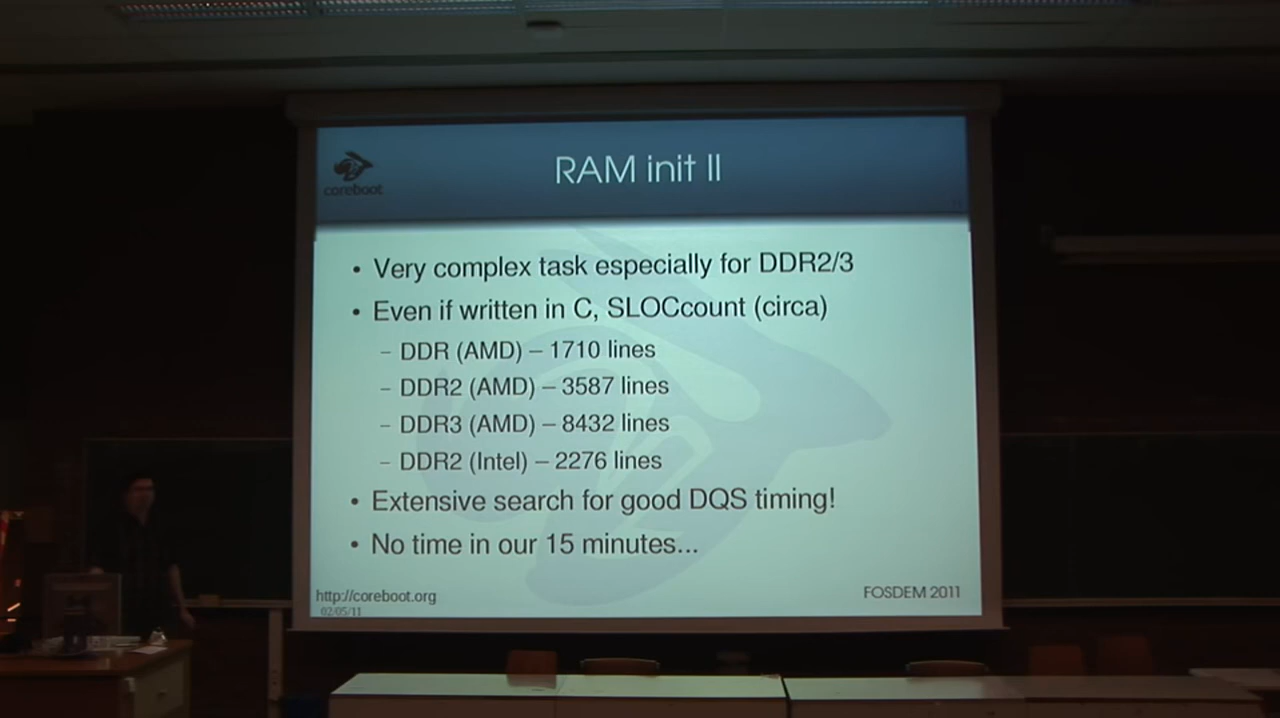 coreboot
RAM init II
• Very complex task especially for DDR2/3
• Even if written in C, SLOCcount (circa)
– DDR (AMD) – 1710 lines
– DDR2 (AMD) – 3587 lines
– DDR3 (AMD) – 8432 lines
– DDR2 (Intel) – 2276 lines
• Extensive search for good DQS timing!
• No time in our 15 minutes...
http://coreboot.org
FOSDEM 2011
02/05/11